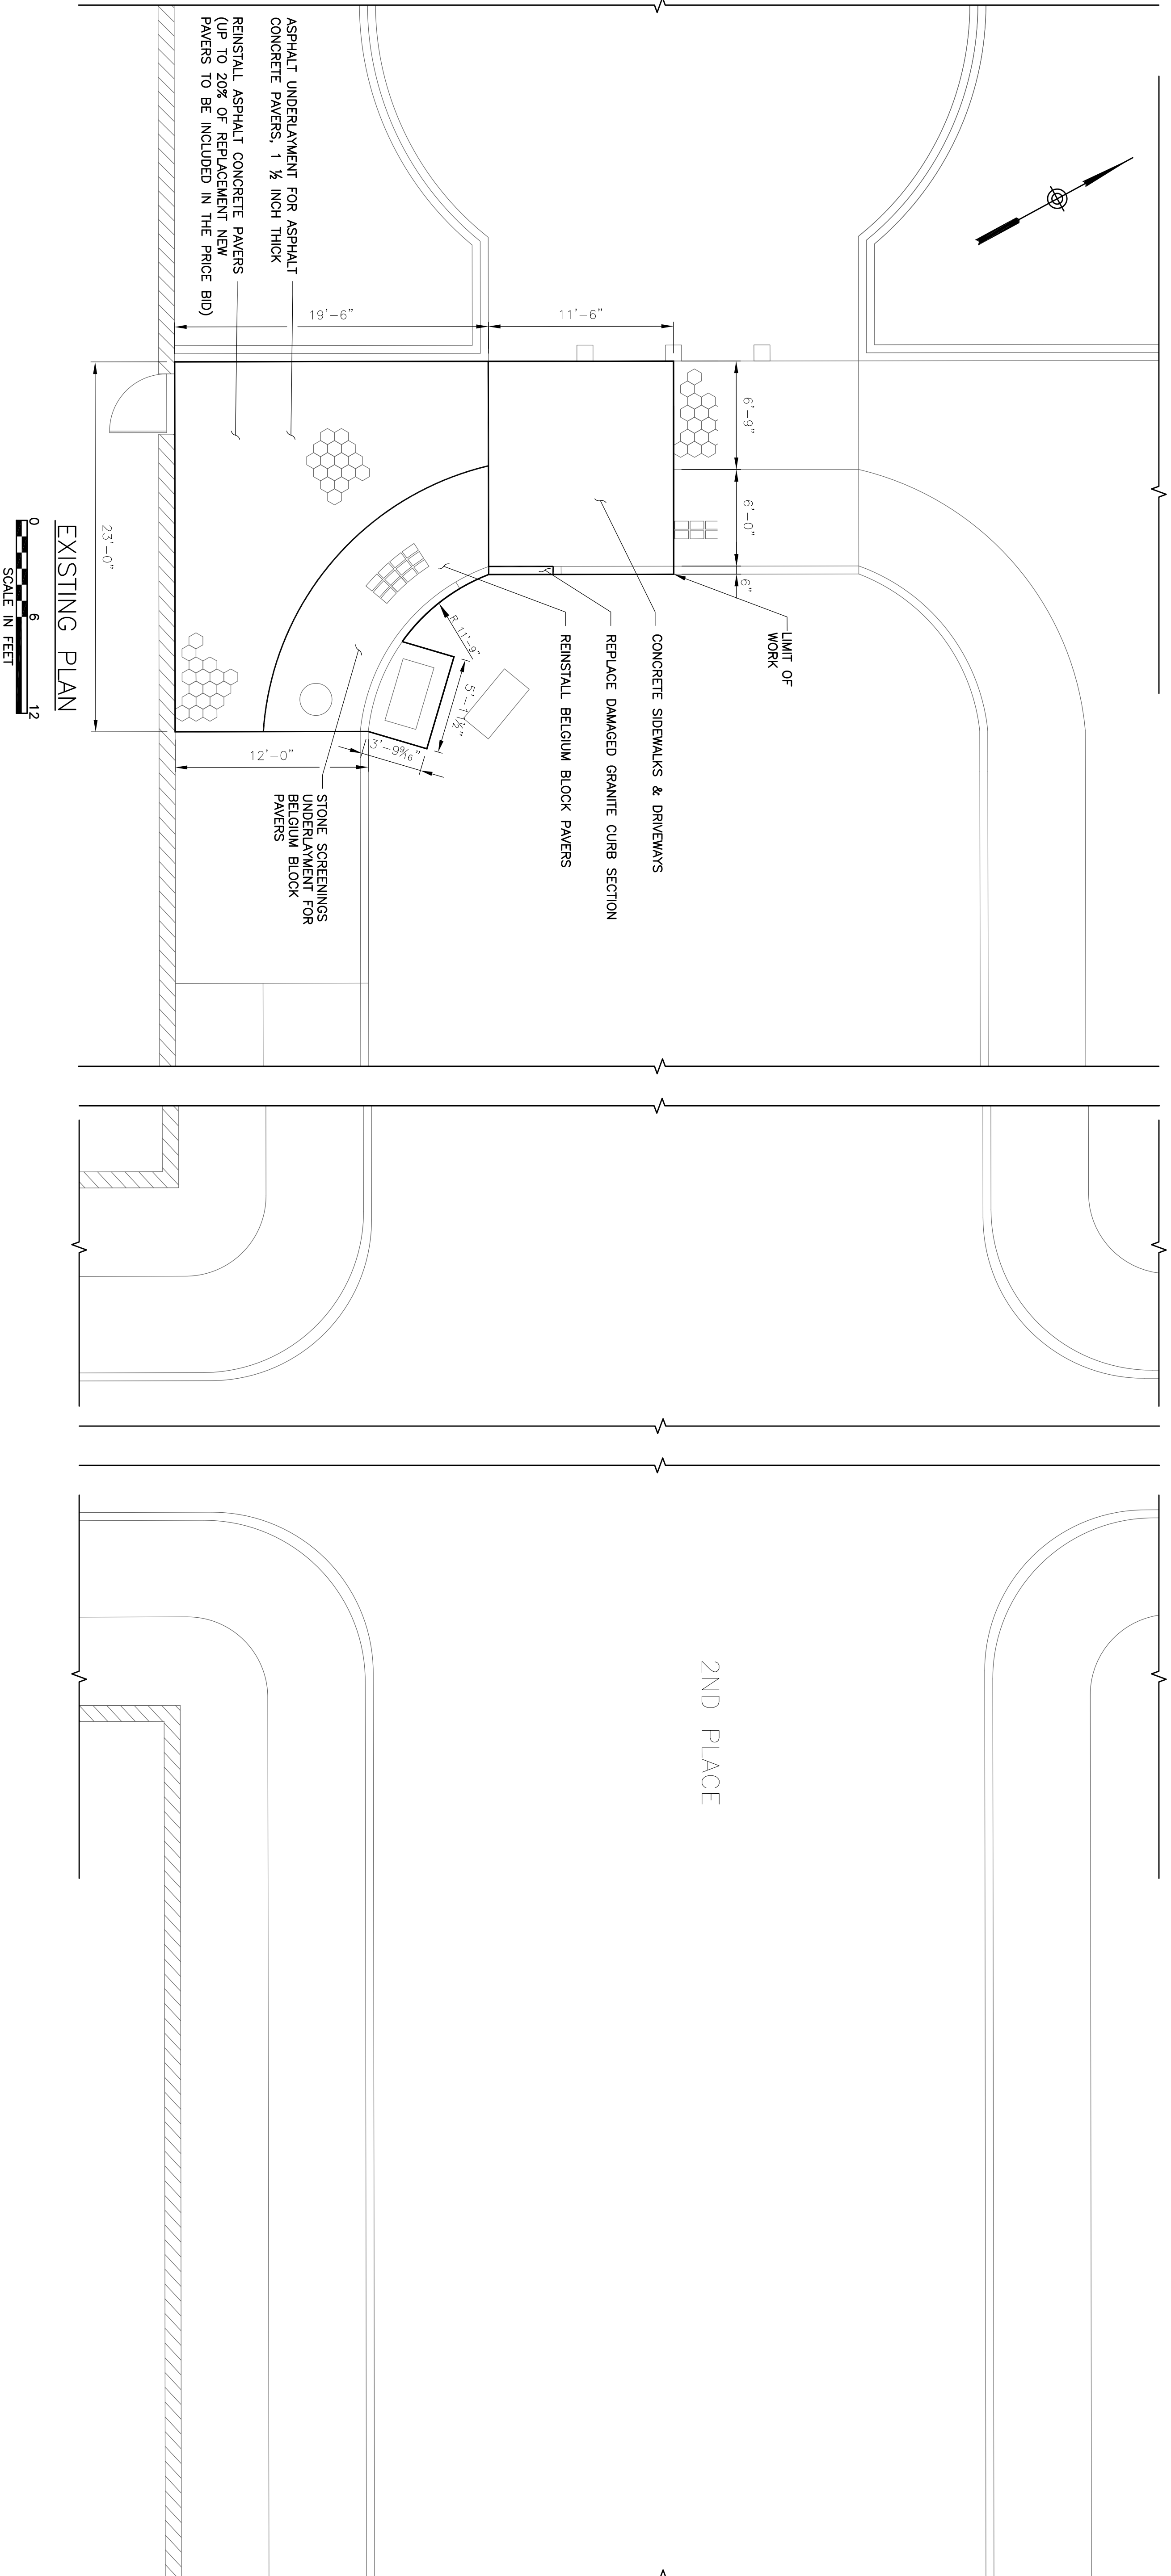 ASPHALT UNDERLAYMENT FOR ASPHALT
CONCRETE PAVERS, 1 ½ INCH THICK
REINSTALL ASPHALT CONCRETE PAVERS
(UP TO 20% OF REPLACEMENT NEW
PAVERS TO BE INCLUDED IN THE PRICE BID)
19'-6"
11'-6"
6'-9"
6'-0"
6"
LIMIT OF
WORK
CONCRETE SIDEWALKS & DRIVEWAYS
REPLACE DAMAGED GRANITE CURB SECTION
REINSTALL BELGIUM BLOCK PAVERS
R 11'-9"
5'-11½"
3'-9⁹⁄₁₆"
12'-0"
23'-0"
STONE SCREENINGS
UNDERLAYMENT FOR
BELGIUM BLOCK
PAVERS
EXISTING PLAN
0 6 12
SCALE IN FEET
2ND PLACE